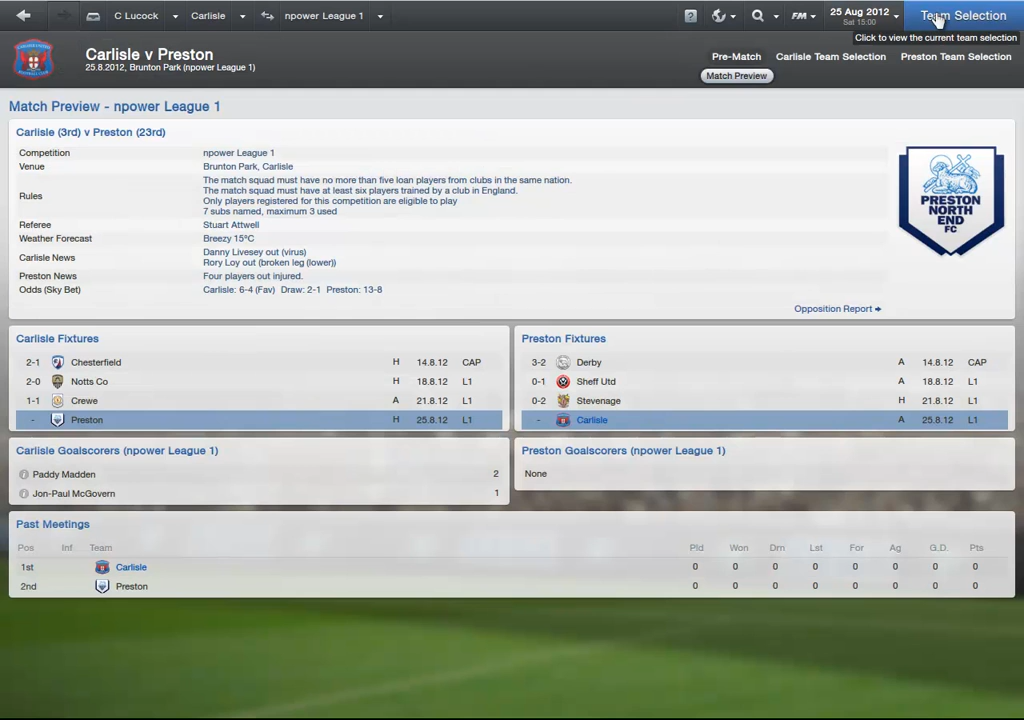 C Lucock Carlisle npower League 1 FM 25 Aug 2012 Team Selection
Sat 15:00
Click to view the current team selection
Carlisle v Preston
25.8.2012, Brunton Park (npower League 1)
Pre-Match Carlisle Team Selection Preston Team Selection
Match Preview
Match Preview - npower League 1
Carlisle (3rd) v Preston (23rd)
Competition npower League 1
Venue Brunton Park, Carlisle
Rules The match squad must have no more than five loan players from clubs in the same nation.
The match squad must have at least six players trained by a club in England.
Only players registered for this competition are eligible to play
7 subs named, maximum 3 used
Referee Stuart Attwell
Weather Forecast Breezy 15ºC
Carlisle News Danny Livesey out (virus)
Rory Loy out (broken leg (lower))
Preston News Four players out injured.
Odds (Sky Bet) Carlisle: 6-4 (Fav) Draw: 2-1 Preston: 13-8
PRESTON
NORTH
END
FC
Opposition Report
Carlisle Fixtures
2-1 Chesterfield H 14.8.12 CAP
2-0 Notts Co H 18.8.12 L1
1-1 Crewe A 21.8.12 L1
- Preston H 25.8.12 L1
Preston Fixtures
3-2 Derby A 14.8.12 CAP
0-1 Sheff Utd A 18.8.12 L1
0-2 Stevenage H 21.8.12 L1
- Carlisle A 25.8.12 L1
Carlisle Goalscorers (npower League 1)
Paddy Madden 2
Jon-Paul McGovern 1
Preston Goalscorers (npower League 1)
None
Past Meetings
Pos Inf Team Pld Won Drn Lst For Ag G.D. Pts
1st Carlisle 0 0 0 0 0 0 0 0
2nd Preston 0 0 0 0 0 0 0 0